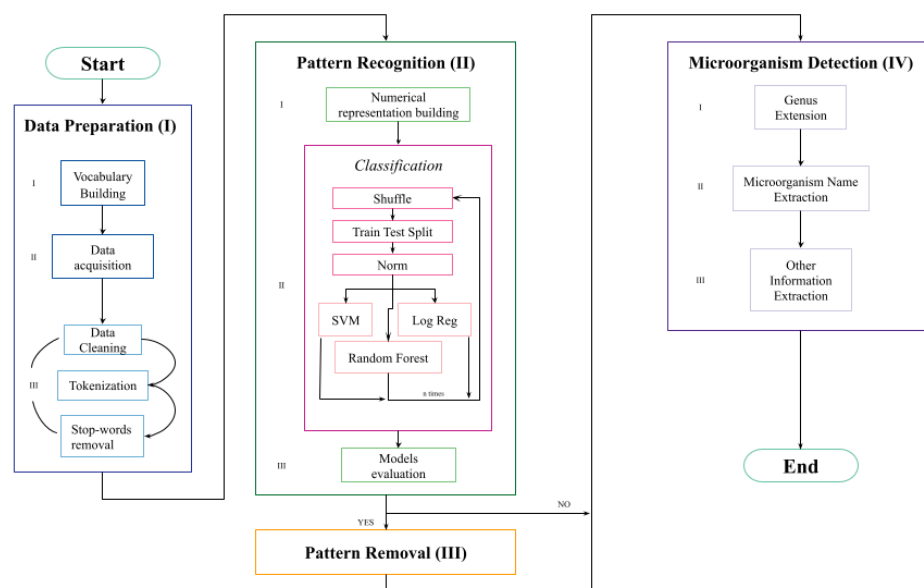 Start
Data Preparation (I)
I
Vocabulary
Building
II
Data
acquisition
III
Data
Cleaning
Tokenization
Stop-words
removal
Pattern Recognition (II)
I
Numerical
representation building
II
Classification
Shuffle
Train Test Split
Norm
SVM
Log Reg
Random Forest
n times
III
Models
evaluation
YES
NO
Pattern Removal (III)
Microorganism Detection (IV)
I
Genus
Extension
II
Microorganism Name
Extraction
III
Other
Information
Extraction
End